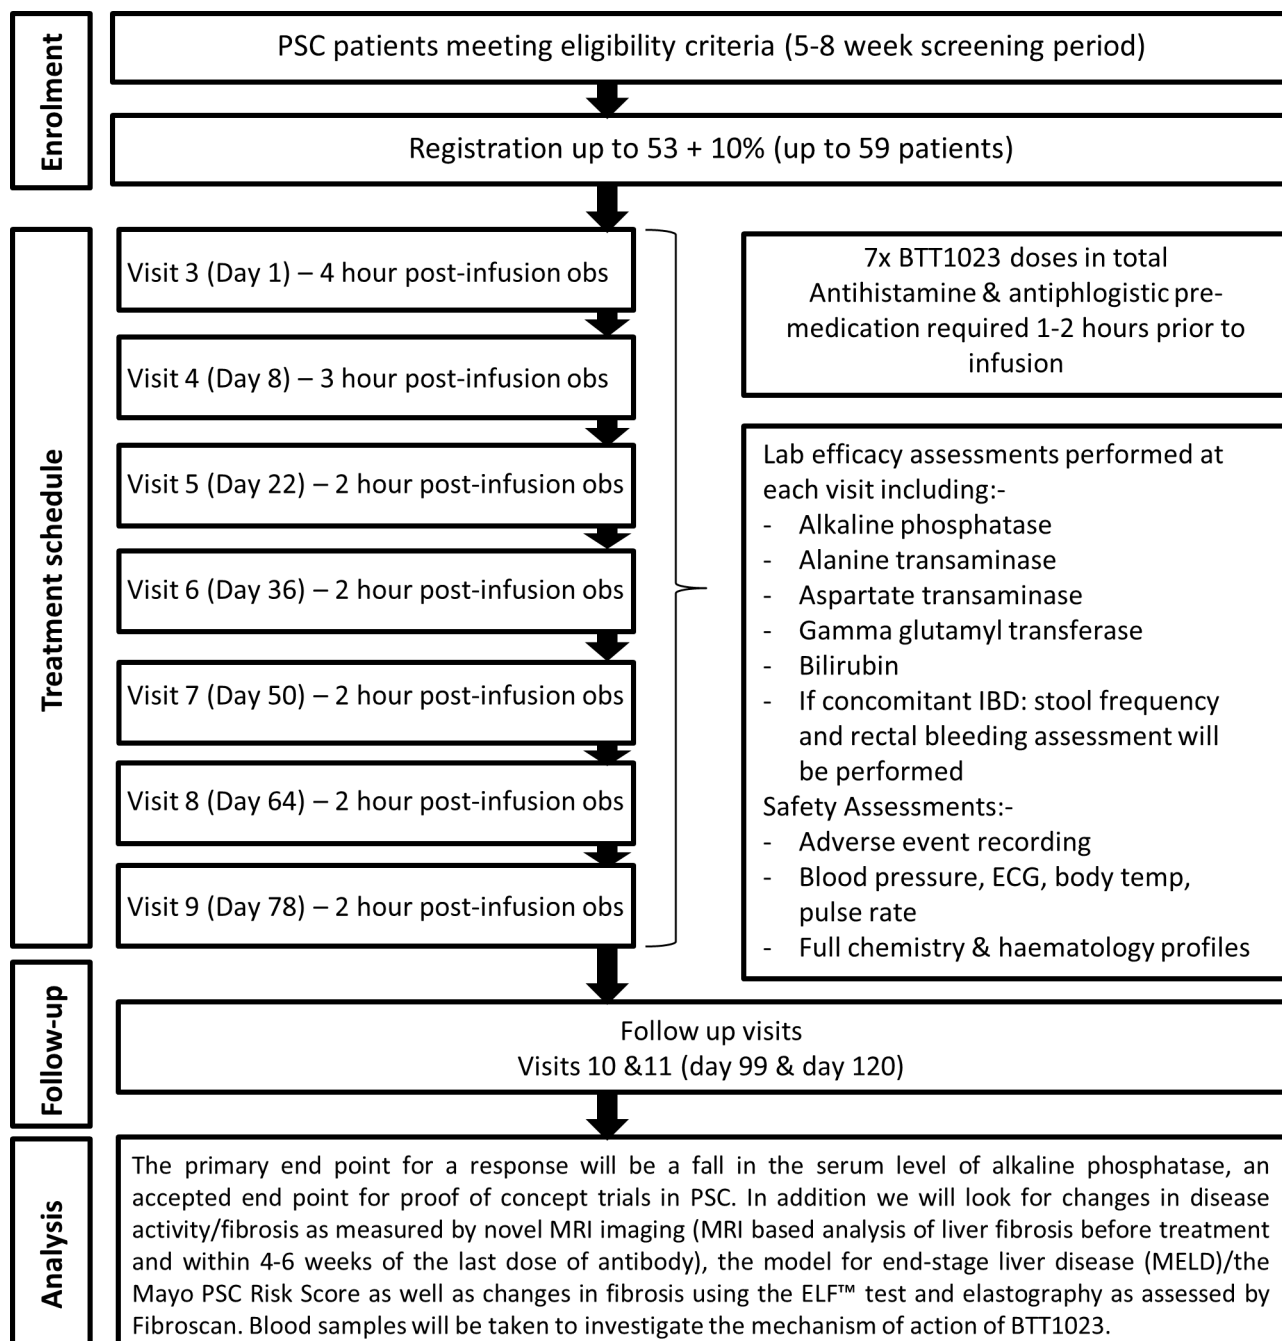 Enrolment
PSC patients meeting eligibility criteria (5-8 week screening period)
Registration up to 53 + 10% (up to 59 patients)
Treatment schedule
Visit 3 (Day 1) – 4 hour post-infusion obs
Visit 4 (Day 8) – 3 hour post-infusion obs
Visit 5 (Day 22) – 2 hour post-infusion obs
Visit 6 (Day 36) – 2 hour post-infusion obs
Visit 7 (Day 50) – 2 hour post-infusion obs
Visit 8 (Day 64) – 2 hour post-infusion obs
Visit 9 (Day 78) – 2 hour post-infusion obs
7x BTT1023 doses in total
Antihistamine & antiphlogistic pre-
medication required 1-2 hours prior to
infusion
Lab efficacy assessments performed at
each visit including:-
- Alkaline phosphatase
- Alanine transaminase
- Aspartate transaminase
- Gamma glutamyl transferase
- Bilirubin
- If concomitant IBD: stool frequency
and rectal bleeding assessment will
be performed
Safety Assessments:-
- Adverse event recording
- Blood pressure, ECG, body temp,
pulse rate
- Full chemistry & haematology profiles
Follow-up
Follow up visits
Visits 10 &11 (day 99 & day 120)
Analysis
The primary end point for a response will be a fall in the serum level of alkaline phosphatase, an
accepted end point for proof of concept trials in PSC. In addition we will look for changes in disease
activity/fibrosis as measured by novel MRI imaging (MRI based analysis of liver fibrosis before treatment
and within 4-6 weeks of the last dose of antibody), the model for end-stage liver disease (MELD)/the
Mayo PSC Risk Score as well as changes in fibrosis using the ELF™ test and elastography as assessed by
Fibroscan. Blood samples will be taken to investigate the mechanism of action of BTT1023.